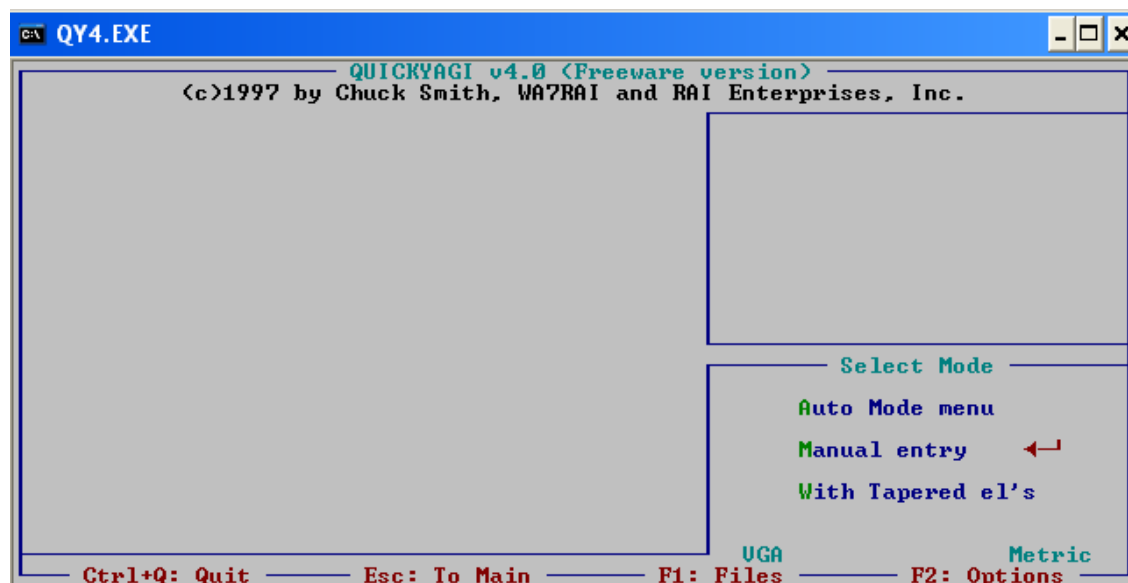 QY4.EXE
QUICKYAGI v4.0 (Freeware version)
(c)1997 by Chuck Smith, WA7RAI and RAI Enterprises, Inc.
Select Mode
Auto Mode menu
Manual entry
With Tapered el's
VGA Metric
Ctrl+Q: Quit Esc: To Main F1: Files F2: Options